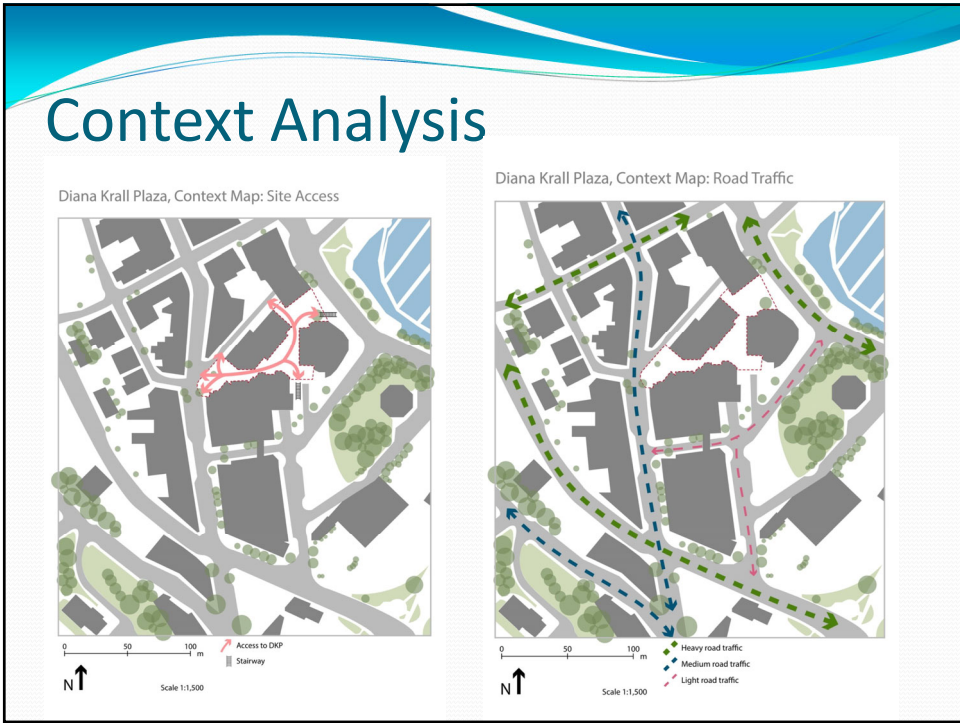 Context Analysis
Diana Krall Plaza, Context Map: Site Access
0 50 100 m
Access to DKP
Stairway
N
Scale 1:1,500
Diana Krall Plaza, Context Map: Road Traffic
0 50 100 m
Heavy road traffic
Medium road traffic
Light road traffic
N
Scale 1:1,500